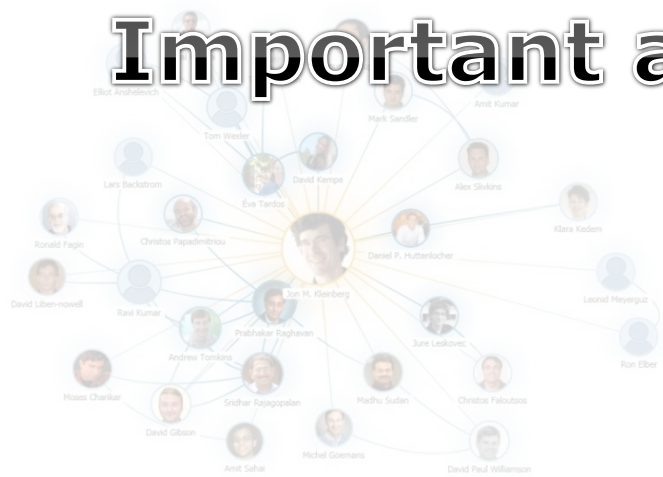 Important a
Elliot Anshelevich
Amit Kumar
Mark Sandler
Tom Wexler
Lars Backstrom
David Kempe
Alex Slivkins
Éva Tardos
Klara Kedem
Ronald Fagin
Christos Papadimitriou
Daniel P. Huttenlocher
Jon M. Kleinberg
David Liben-nowell
Ravi Kumar
Leonid Meyerguz
Prabhakar Raghavan
Jure Leskovec
Andrew Tomkins
Ron Elber
Moses Charikar
Sridhar Rajagopalan
Madhu Sudan
Christos Faloutsos
David Gibson
Michel Goemans
Amit Sahai
David Paul Williamson